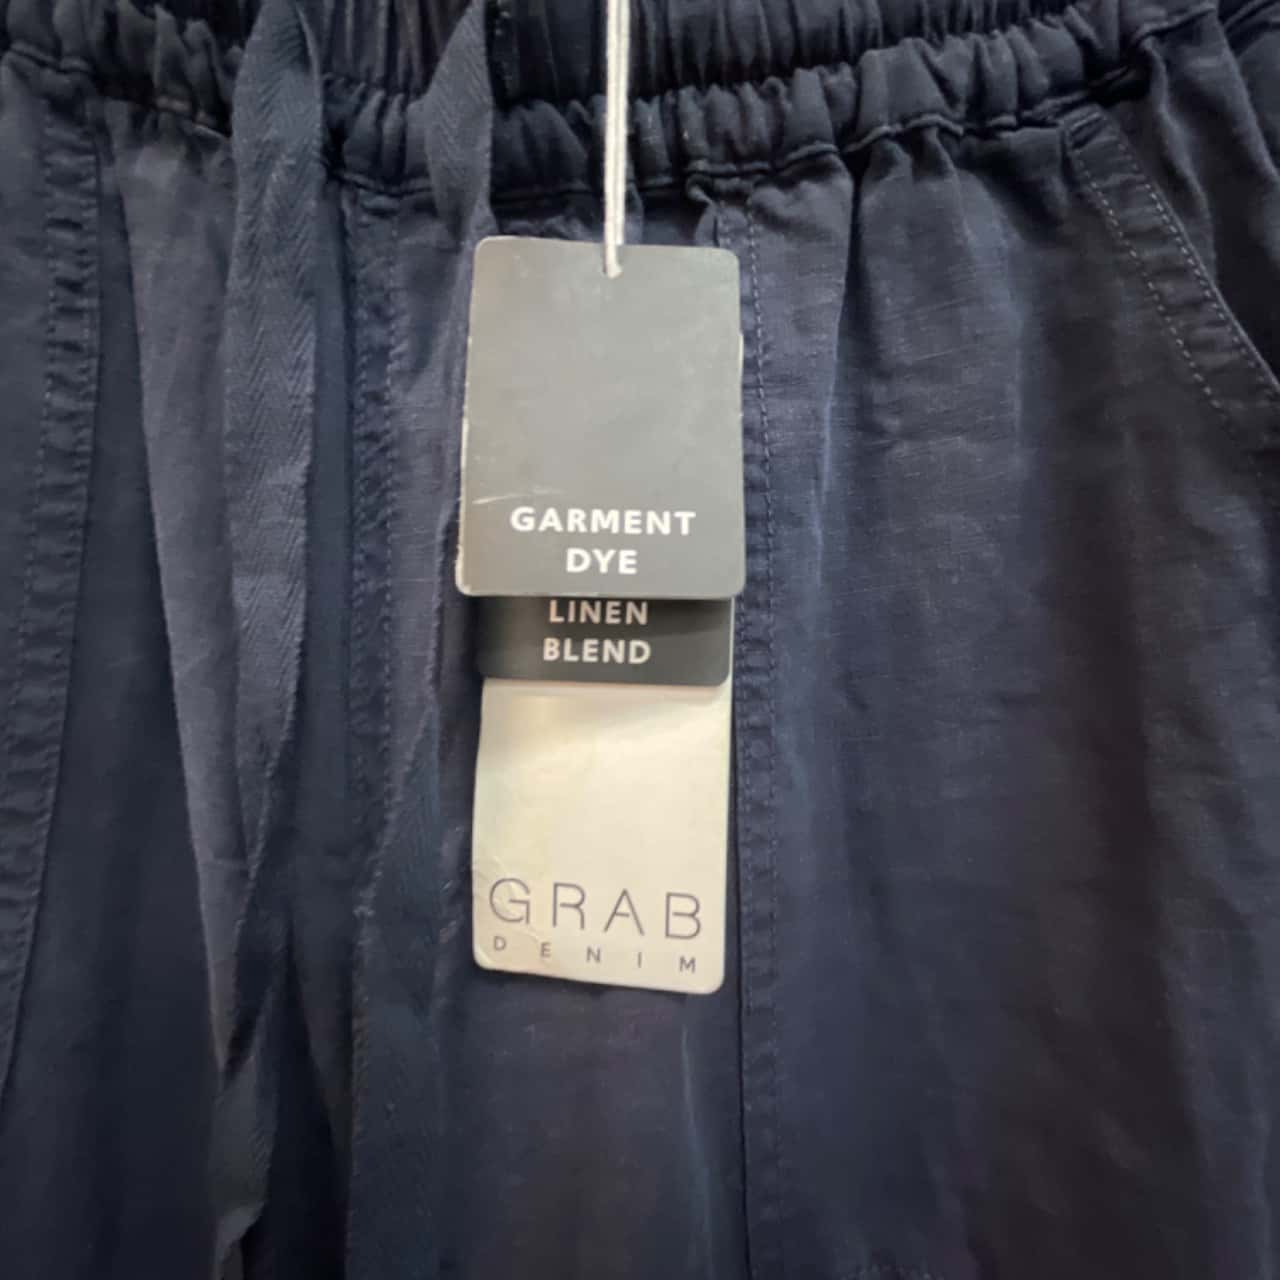 GARMENT
DYE
LINEN
BLEND
GRAB
DENIM